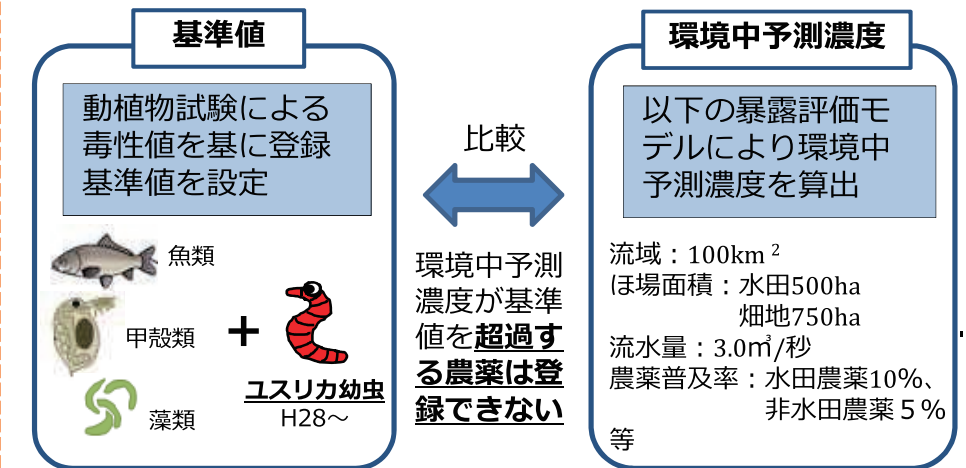 基準値
動植物試験による
毒性値を基に登録
基準値を設定
魚類
甲殻類
+
藻類
ユスリカ幼虫
H28～
比較
環境中予測
濃度が基準
値を超過す
る農薬は登
録できない
環境中予測濃度
以下の暴露評価モ
デルにより環境中
予測濃度を算出
流域：100km ²
ほ場面積：水田500ha
畑地750ha
流水量：3.0㎥/秒
農薬普及率：水田農薬10%、
非水田農薬５%
等